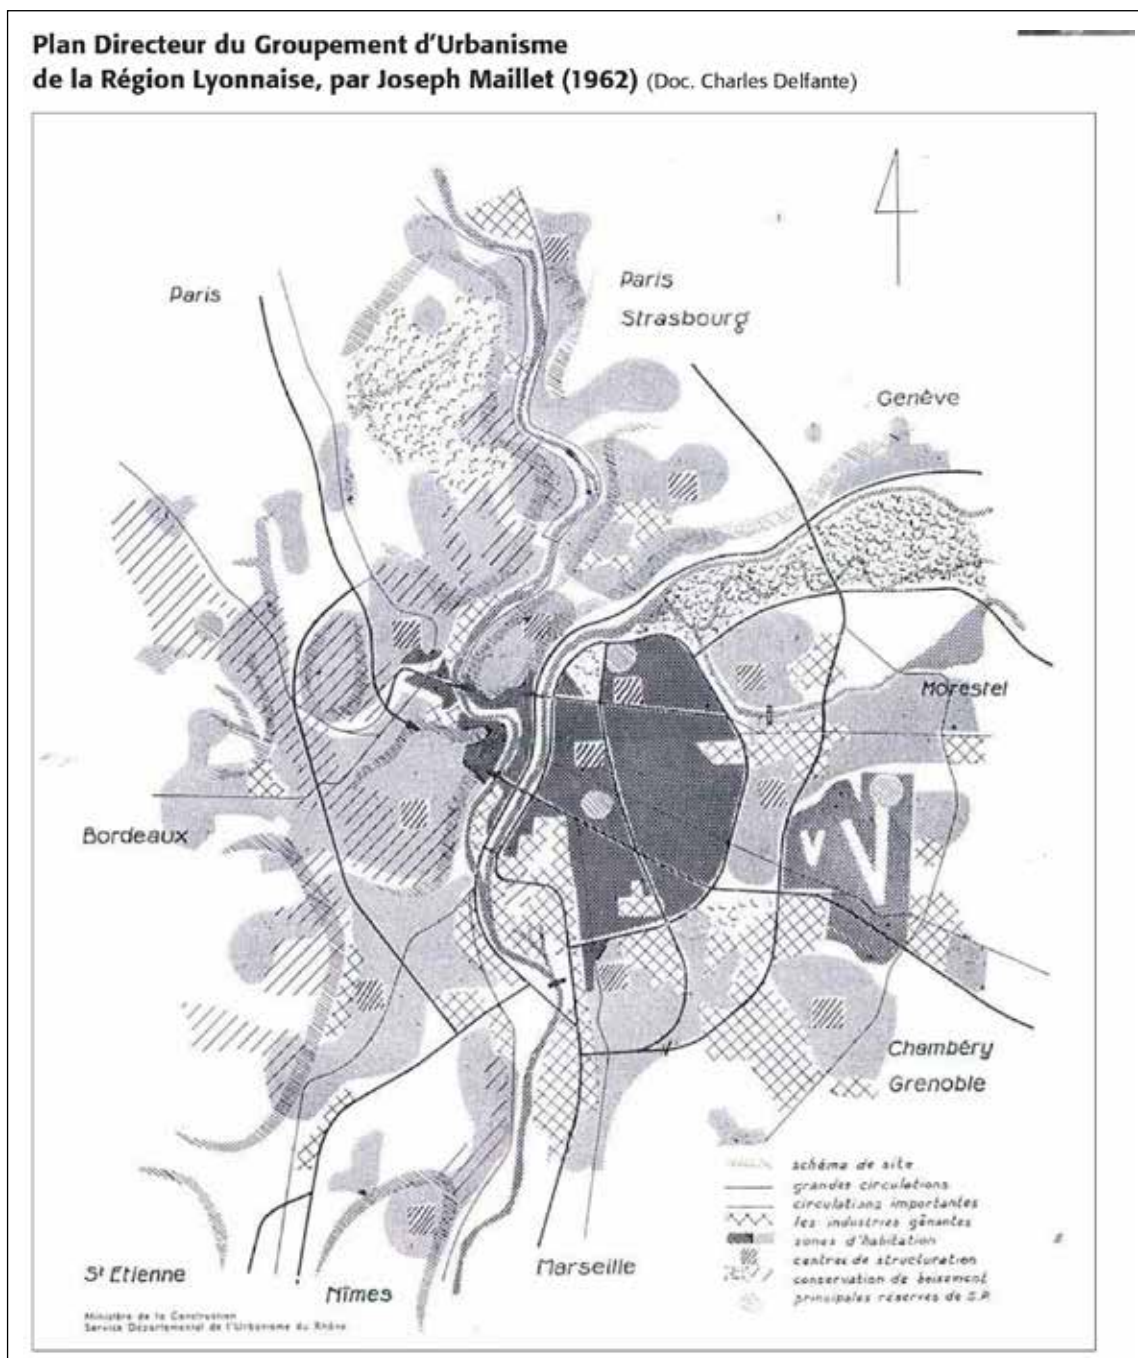 Plan Directeur du Groupement d'Urbanisme
de la Région Lyonnaise, par Joseph Maillet (1962) (Doc. Charles Delfante)
Paris
Paris
Strasbourg
Genève
Morestel
Bordeaux
Chambéry
Grenoble
schéma de site
grandes circulations
circulations importantes
les industries gênantes
zones d'habitation
centres de structuration
conservation de boisement
principales réserves de S.P.
St Etienne
Nîmes
Marseille
Ministère de la Construction
Service Départemental de l'Urbanisme du Rhône